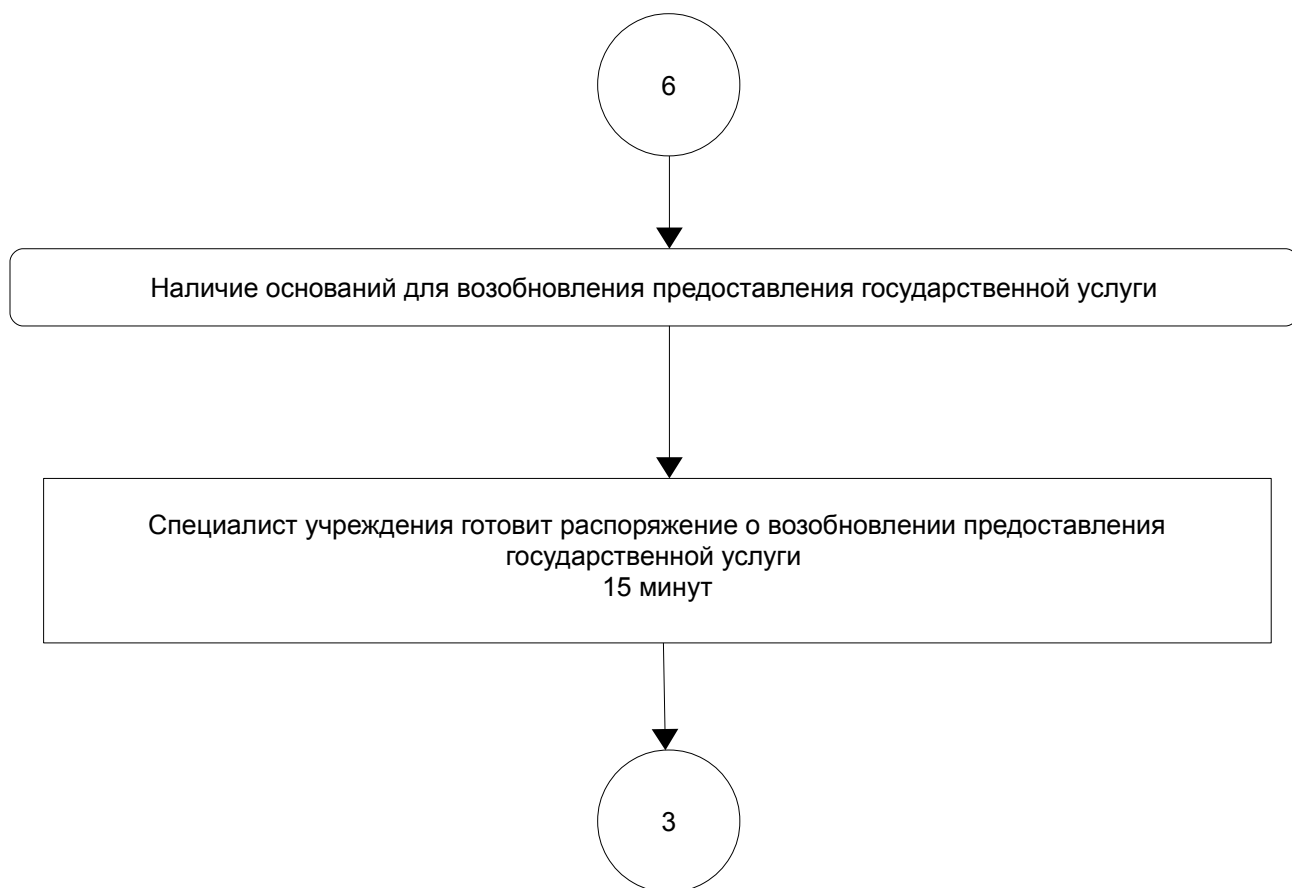 6
Наличие оснований для возобновления предоставления государственной услуги
Специалист учреждения готовит распоряжение о возобновлении предоставления
государственной услуги
15 минут
3